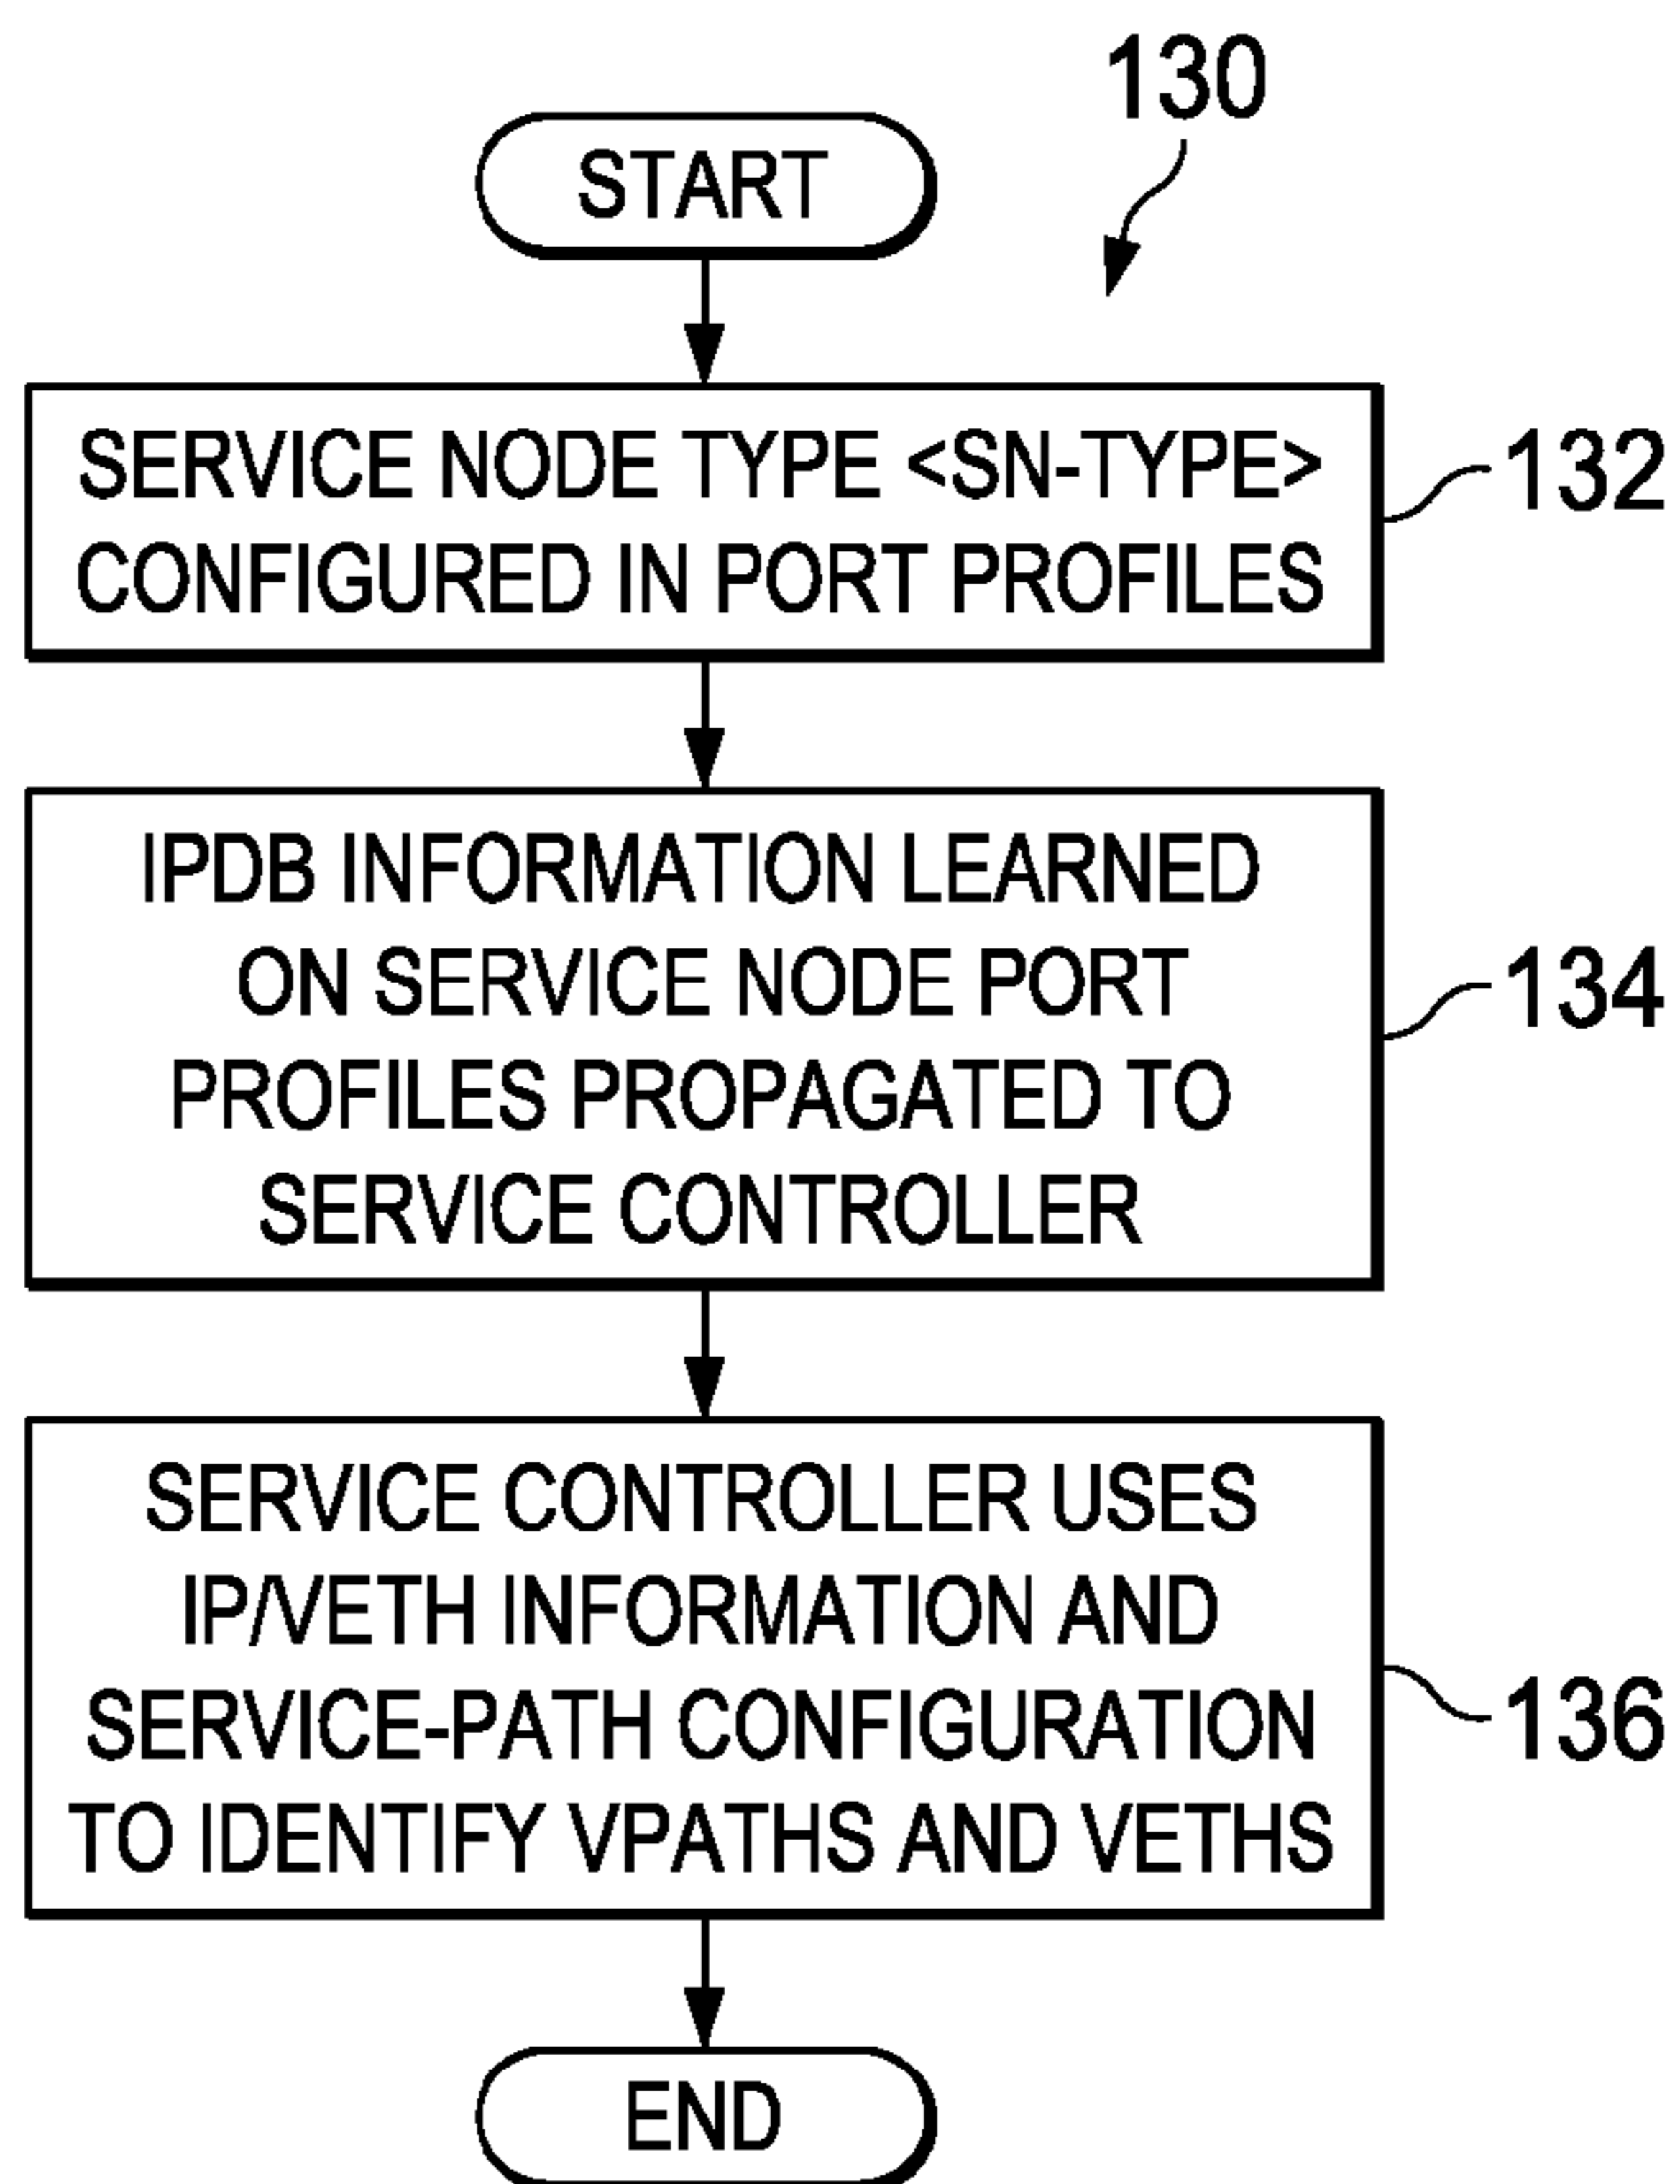 130
START
SERVICE NODE TYPE <SN-TYPE>
CONFIGURED IN PORT PROFILES
132
IPDB INFORMATION LEARNED
ON SERVICE NODE PORT
PROFILES PROPAGATED TO
SERVICE CONTROLLER
134
SERVICE CONTROLLER USES
IP/VETH INFORMATION AND
SERVICE-PATH CONFIGURATION
TO IDENTIFY VPATHS AND VETHS
136
END